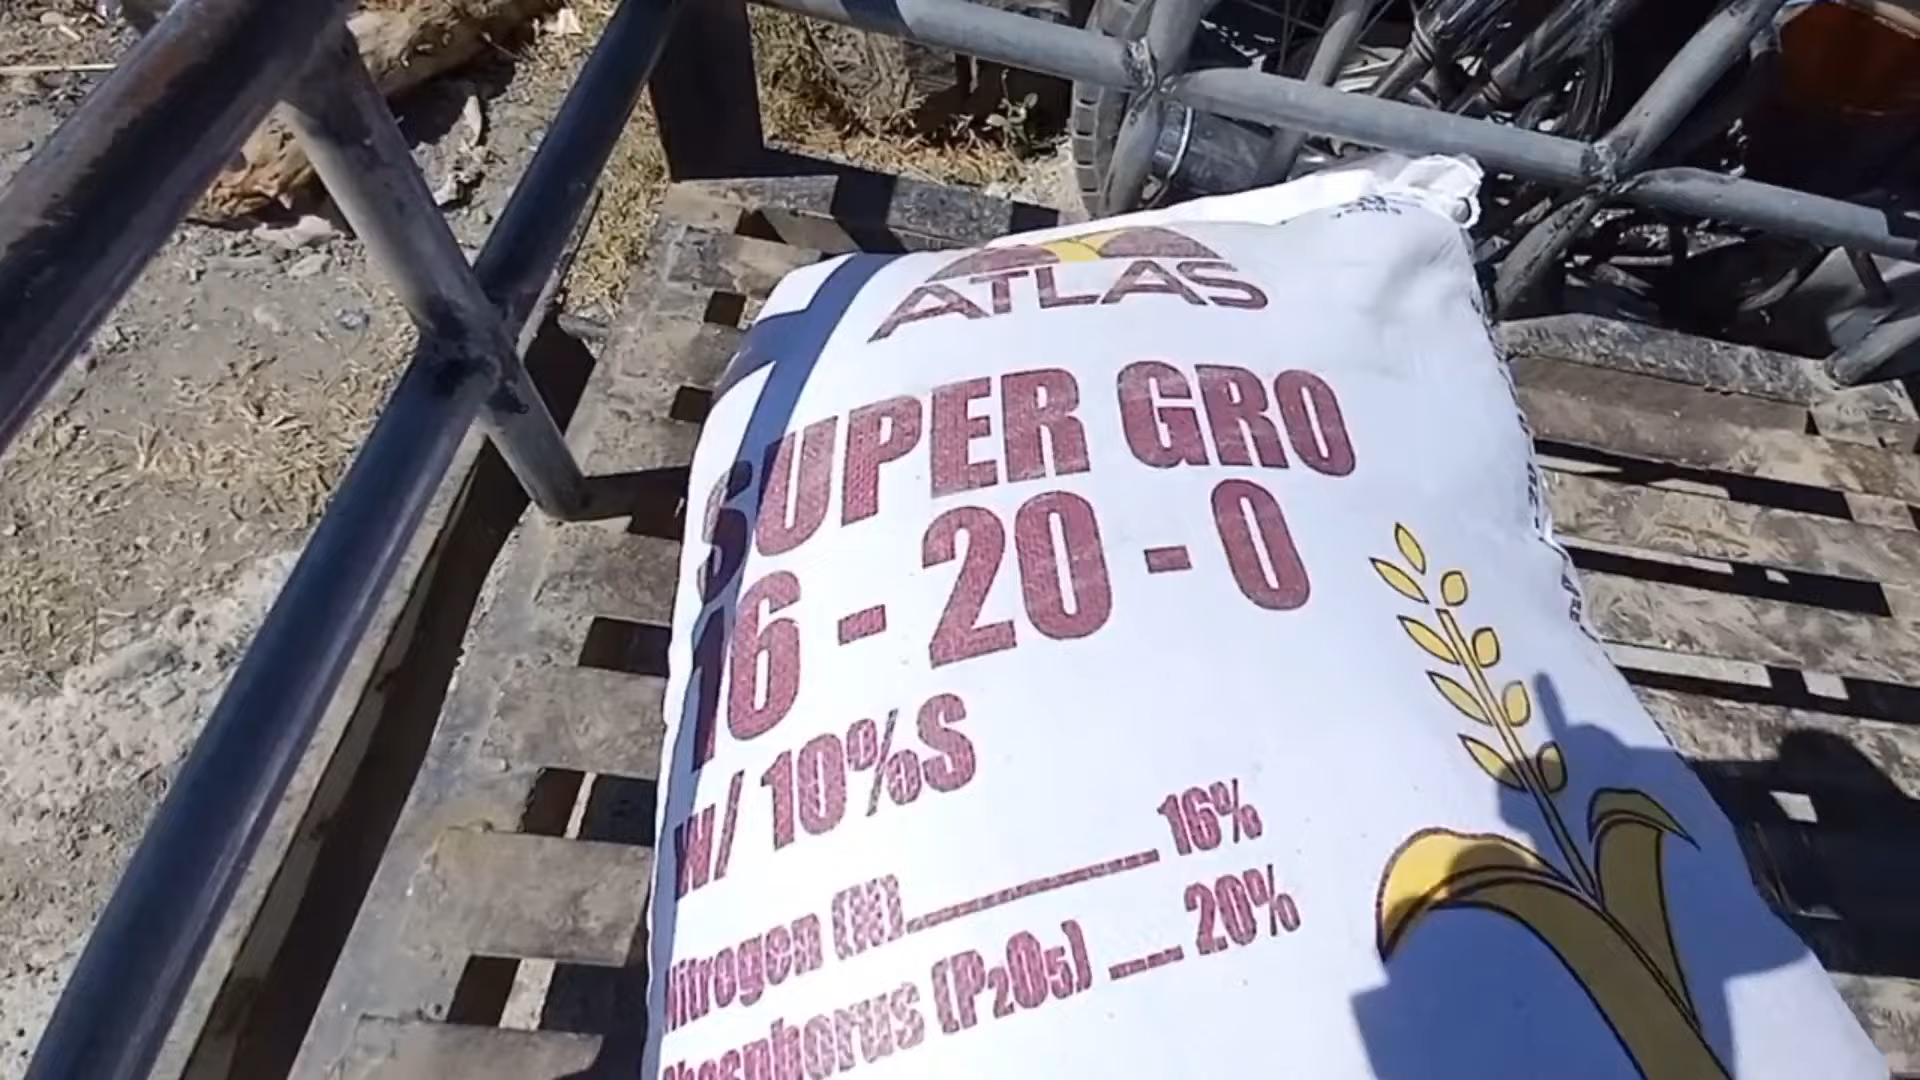 ATLAS
SUPER GRO
16 - 20 - 0
W/ 10%S
Nitrogen (N) 16%
Phosphorus (P2O5) 20%